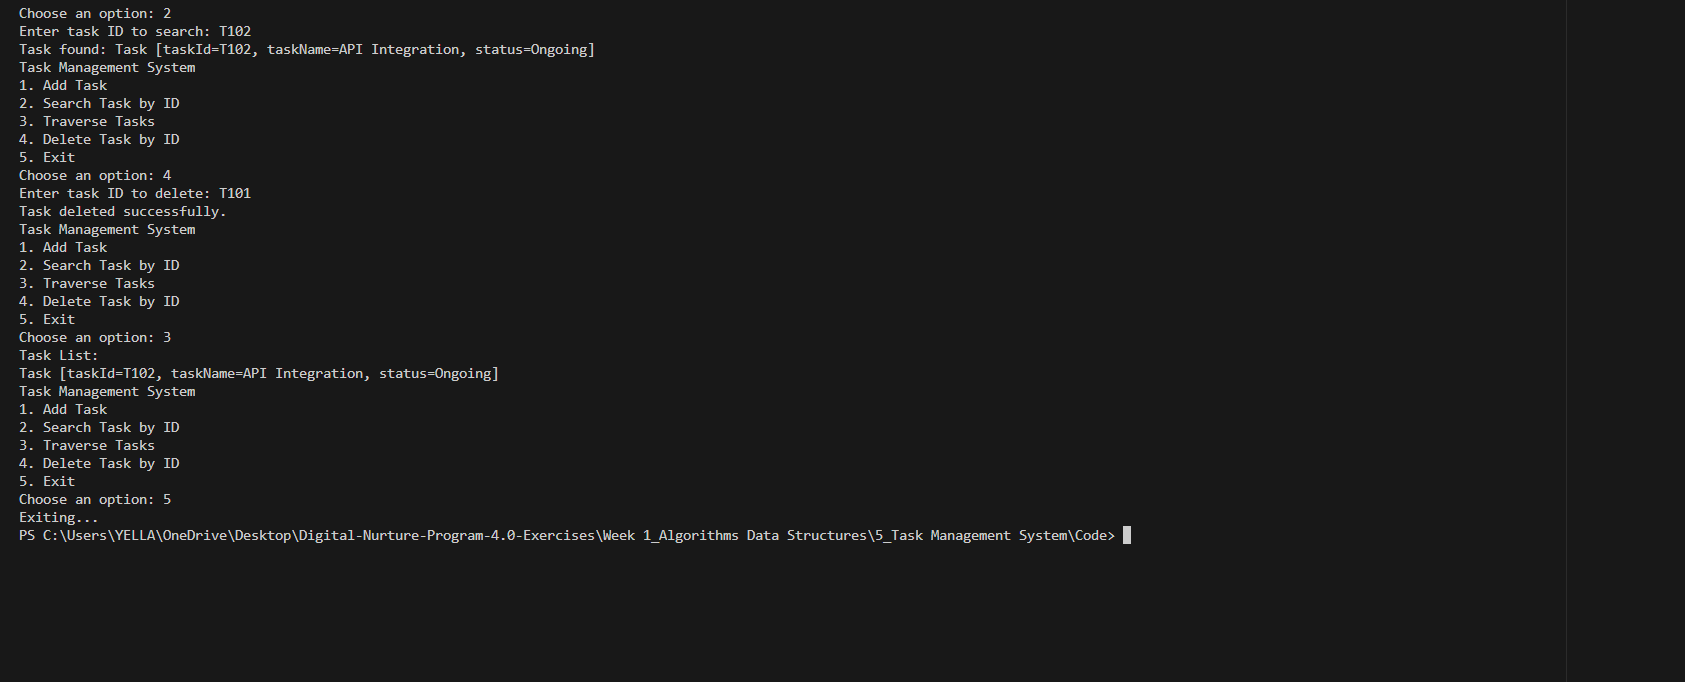 Choose an option: 2
Enter task ID to search: T102
Task found: Task [taskId=T102, taskName=API Integration, status=Ongoing]
Task Management System
1. Add Task
2. Search Task by ID
3. Traverse Tasks
4. Delete Task by ID
5. Exit
Choose an option: 4
Enter task ID to delete: T101
Task deleted successfully.
Task Management System
1. Add Task
2. Search Task by ID
3. Traverse Tasks
4. Delete Task by ID
5. Exit
Choose an option: 3
Task List:
Task [taskId=T102, taskName=API Integration, status=Ongoing]
Task Management System
1. Add Task
2. Search Task by ID
3. Traverse Tasks
4. Delete Task by ID
5. Exit
Choose an option: 5
Exiting...
PS C:\Users\YELLA\OneDrive\Desktop\Digital-Nurture-Program-4.0-Exercises\Week 1_Algorithms Data Structures\5_Task Management System\Code>